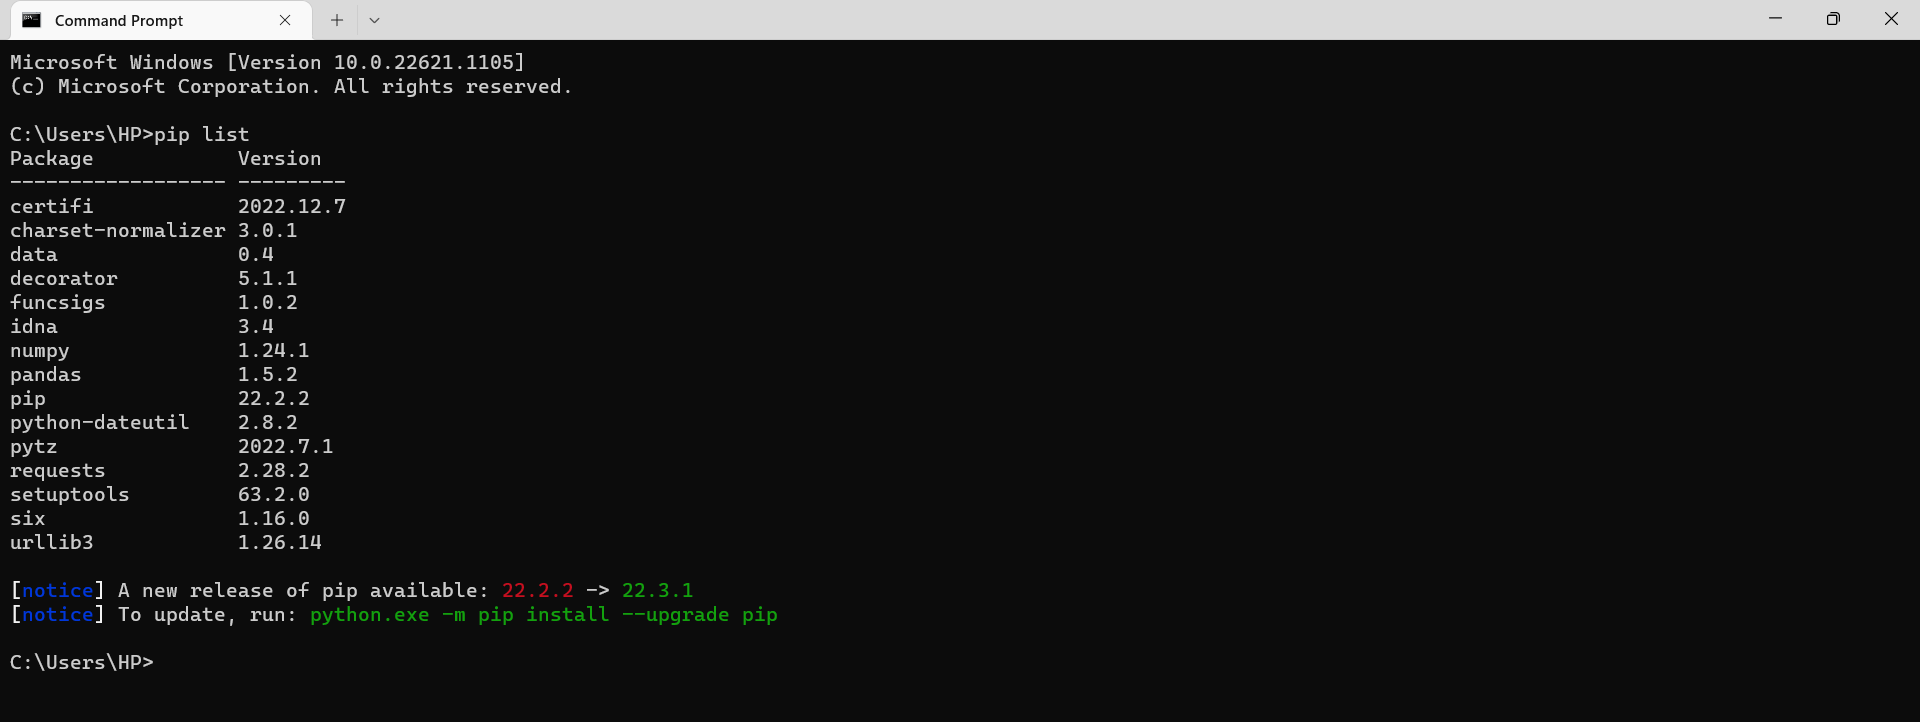 Command Prompt
Microsoft Windows [Version 10.0.22621.1105]
(c) Microsoft Corporation. All rights reserved.
C:\Users\HP>pip list
Package            Version
------------------ ---------
certifi            2022.12.7
charset-normalizer 3.0.1
data               0.4
decorator          5.1.1
funcsigs           1.0.2
idna               3.4
numpy              1.24.1
pandas             1.5.2
pip                22.2.2
python-dateutil    2.8.2
pytz               2022.7.1
requests           2.28.2
setuptools         63.2.0
six                1.16.0
urllib3            1.26.14
[notice] A new release of pip available: 22.2.2 -> 22.3.1
[notice] To update, run: python.exe -m pip install --upgrade pip
C:\Users\HP>